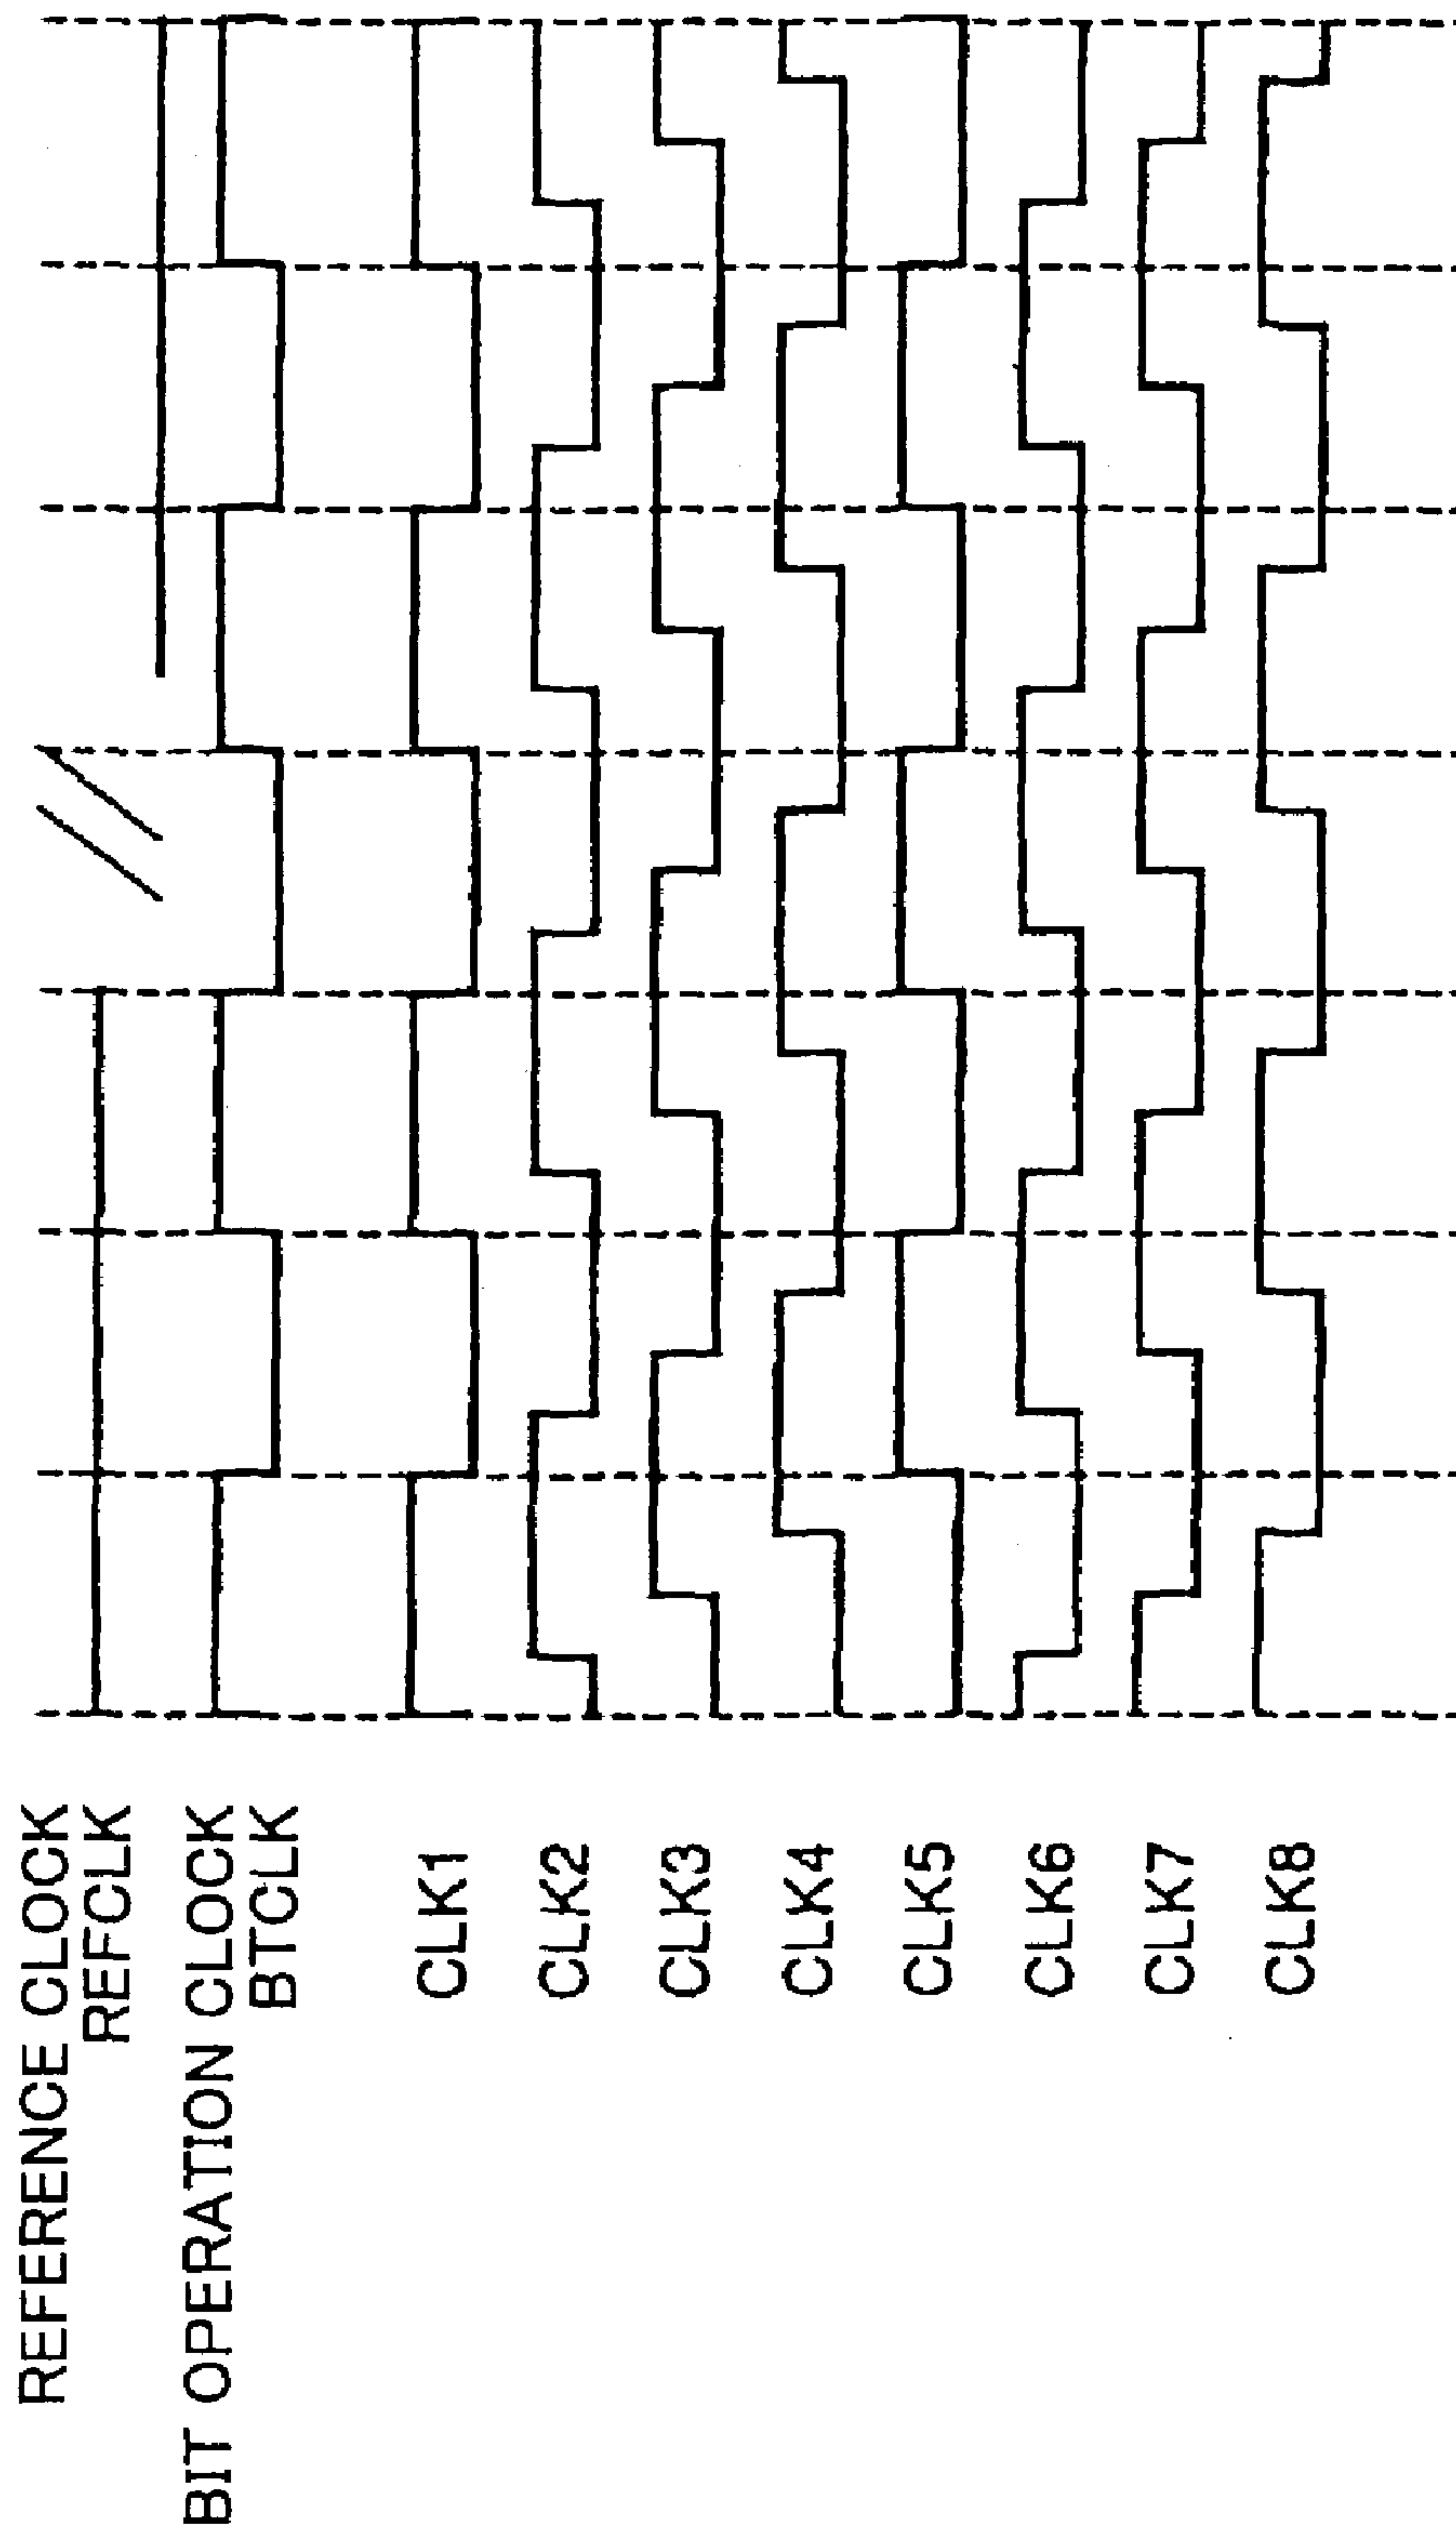 REFERENCE CLOCK
REFCLK
BIT OPERATION CLOCK
BTCLK
CLK1
CLK2
CLK3
CLK4
CLK5
CLK6
CLK7
CLK8